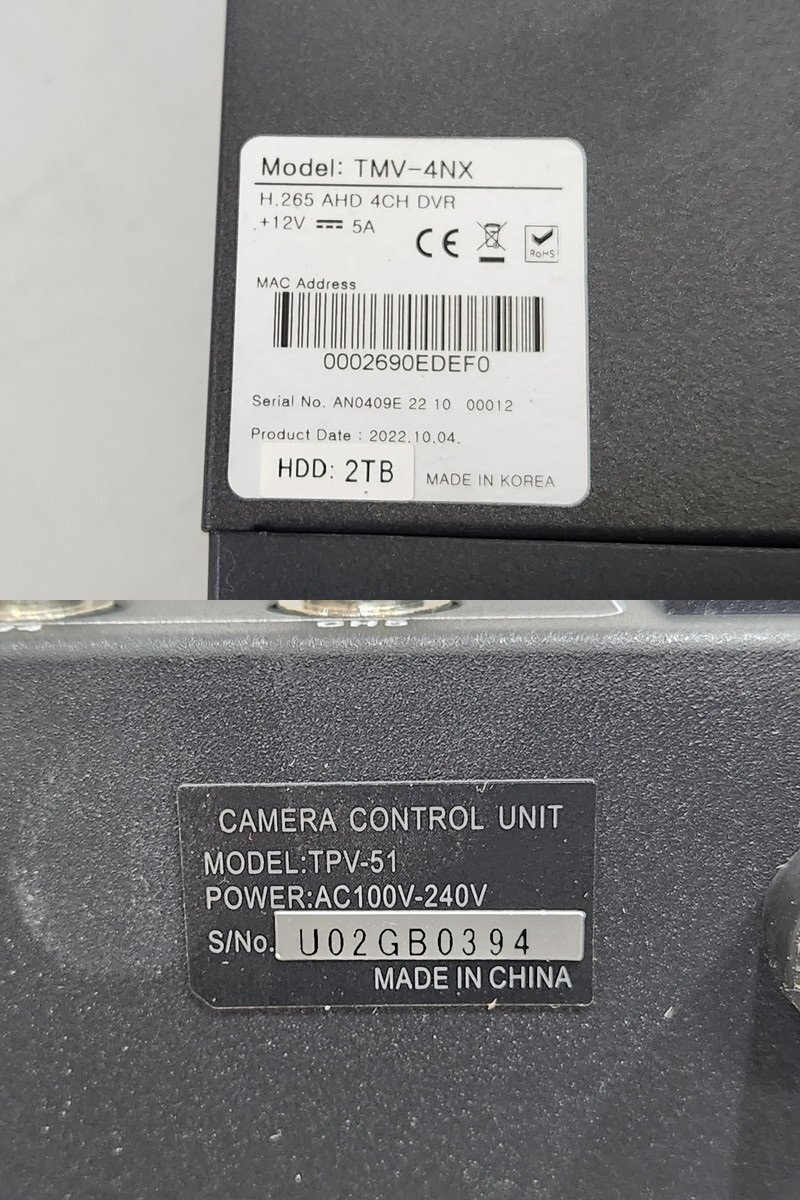 Model: TMV-4NX
H.265 AHD 4CH DVR
+12V 5A
CE
RoHS
MAC Address
0002690EDEF0
Serial No. AN0409E 22 10 00012
Product Date : 2022.10.04.
HDD: 2TB
MADE IN KOREA
CAMERA CONTROL UNIT
MODEL:TPV-51
POWER:AC100V-240V
S/No. U02GB0394
MADE IN CHINA